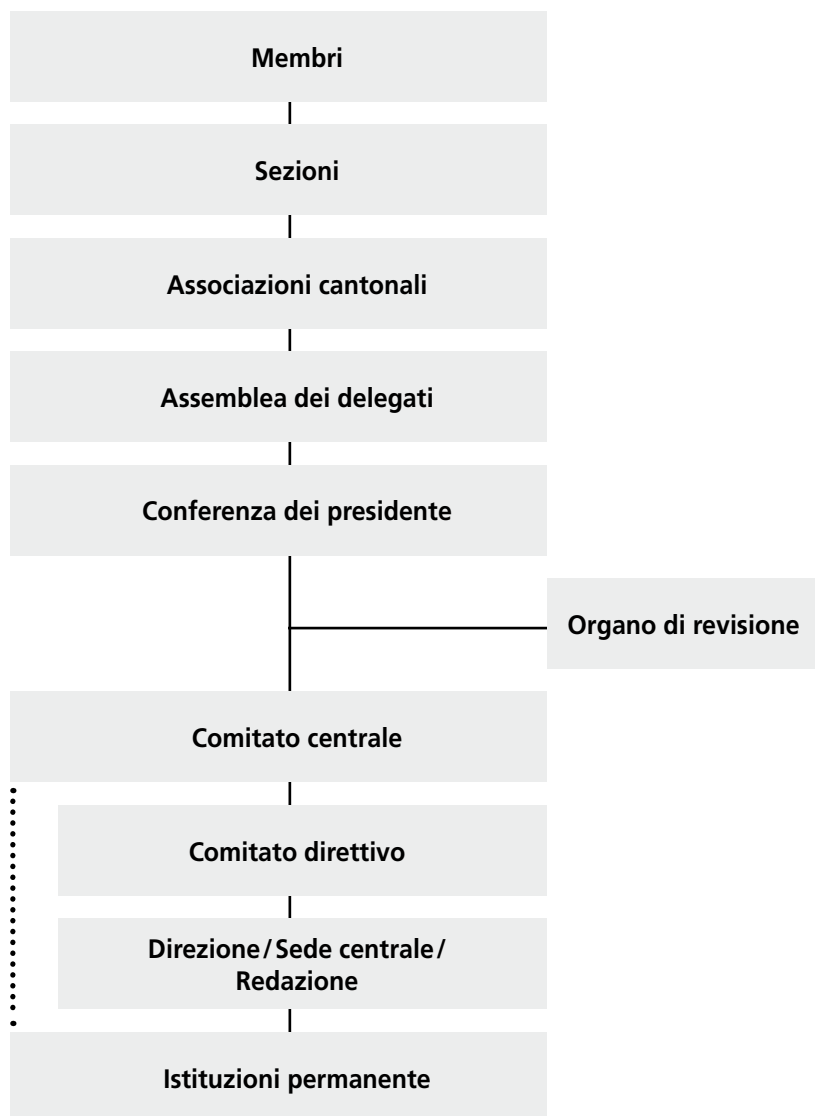 Membri
Sezioni
Associazioni cantonali
Assemblea dei delegati
Conferenza dei presidente
Organo di revisione
Comitato centrale
Comitato direttivo
Direzione/Sede centrale/
Redazione
Istituzioni permanente